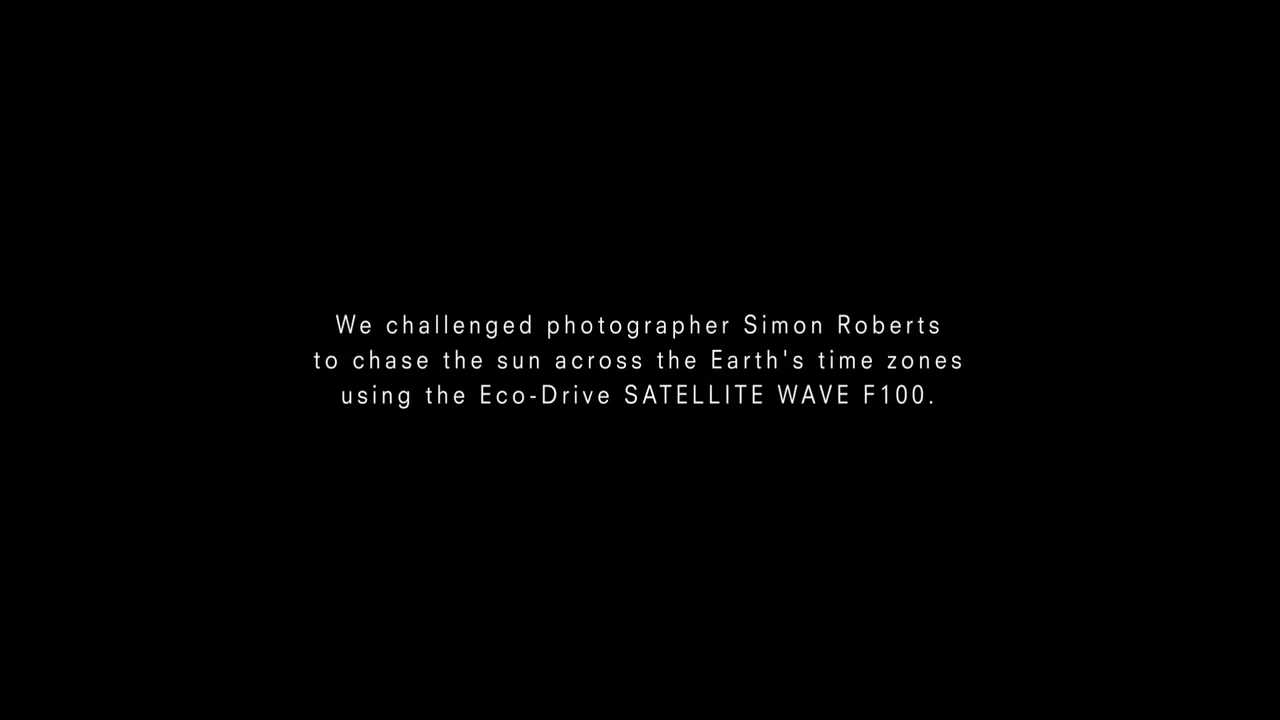 We challenged photographer Simon Roberts
to chase the sun across the Earth's time zones
using the Eco-Drive SATELLITE WAVE F100.